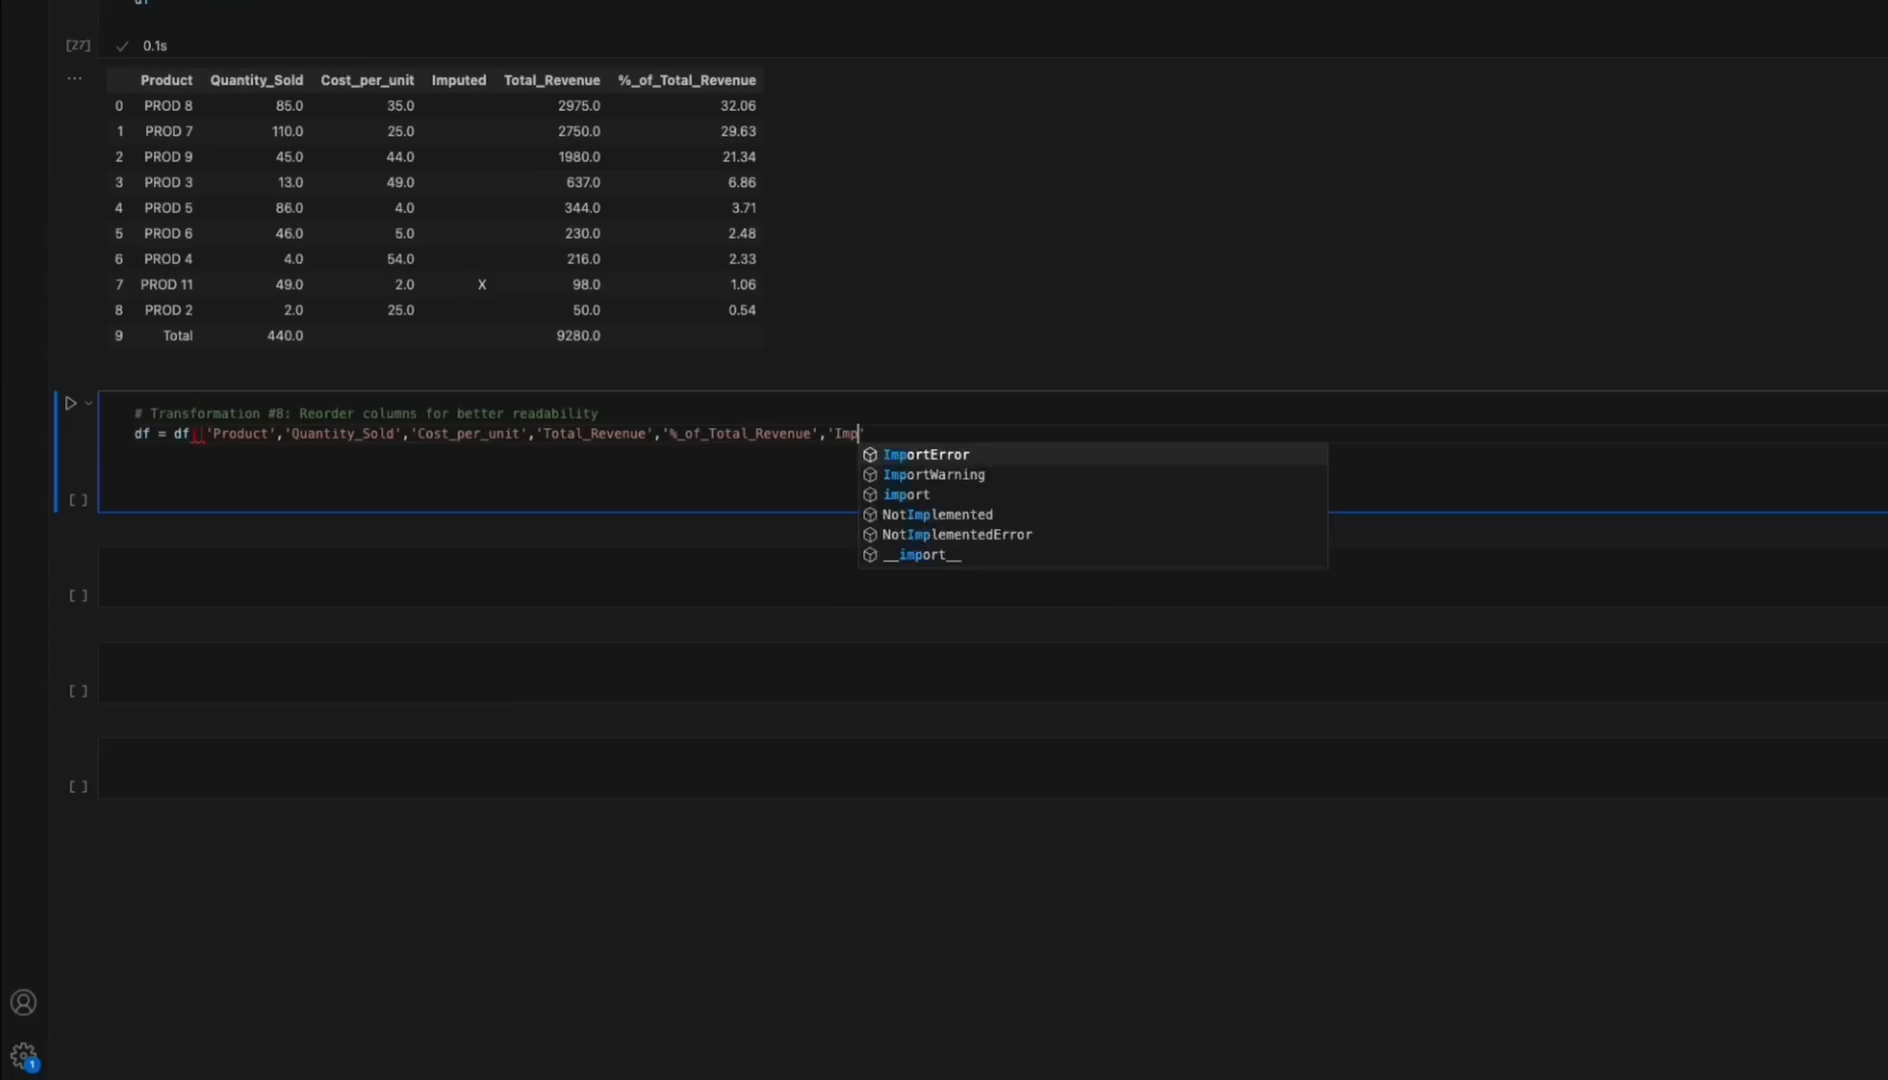 df
[27] ✓ 0.1s
... Product Quantity_Sold Cost_per_unit Imputed Total_Revenue %_of_Total_Revenue
0 PROD 8 85.0 35.0 2975.0 32.06
1 PROD 7 110.0 25.0 2750.0 29.63
2 PROD 9 45.0 44.0 1980.0 21.34
3 PROD 3 13.0 49.0 637.0 6.86
4 PROD 5 86.0 4.0 344.0 3.71
5 PROD 6 46.0 5.0 230.0 2.48
6 PROD 4 4.0 54.0 216.0 2.33
7 PROD 11 49.0 2.0 X 98.0 1.06
8 PROD 2 2.0 25.0 50.0 0.54
9 Total 440.0 9280.0
# Transformation #8: Reorder columns for better readability
df = df[['Product','Quantity_Sold','Cost_per_unit','Total_Revenue','%_of_Total_Revenue','Imp'
ImportError
ImportWarning
import
NotImplemented
NotImplementedError
__import__
[ ]
[ ]
[ ]
[ ]
1